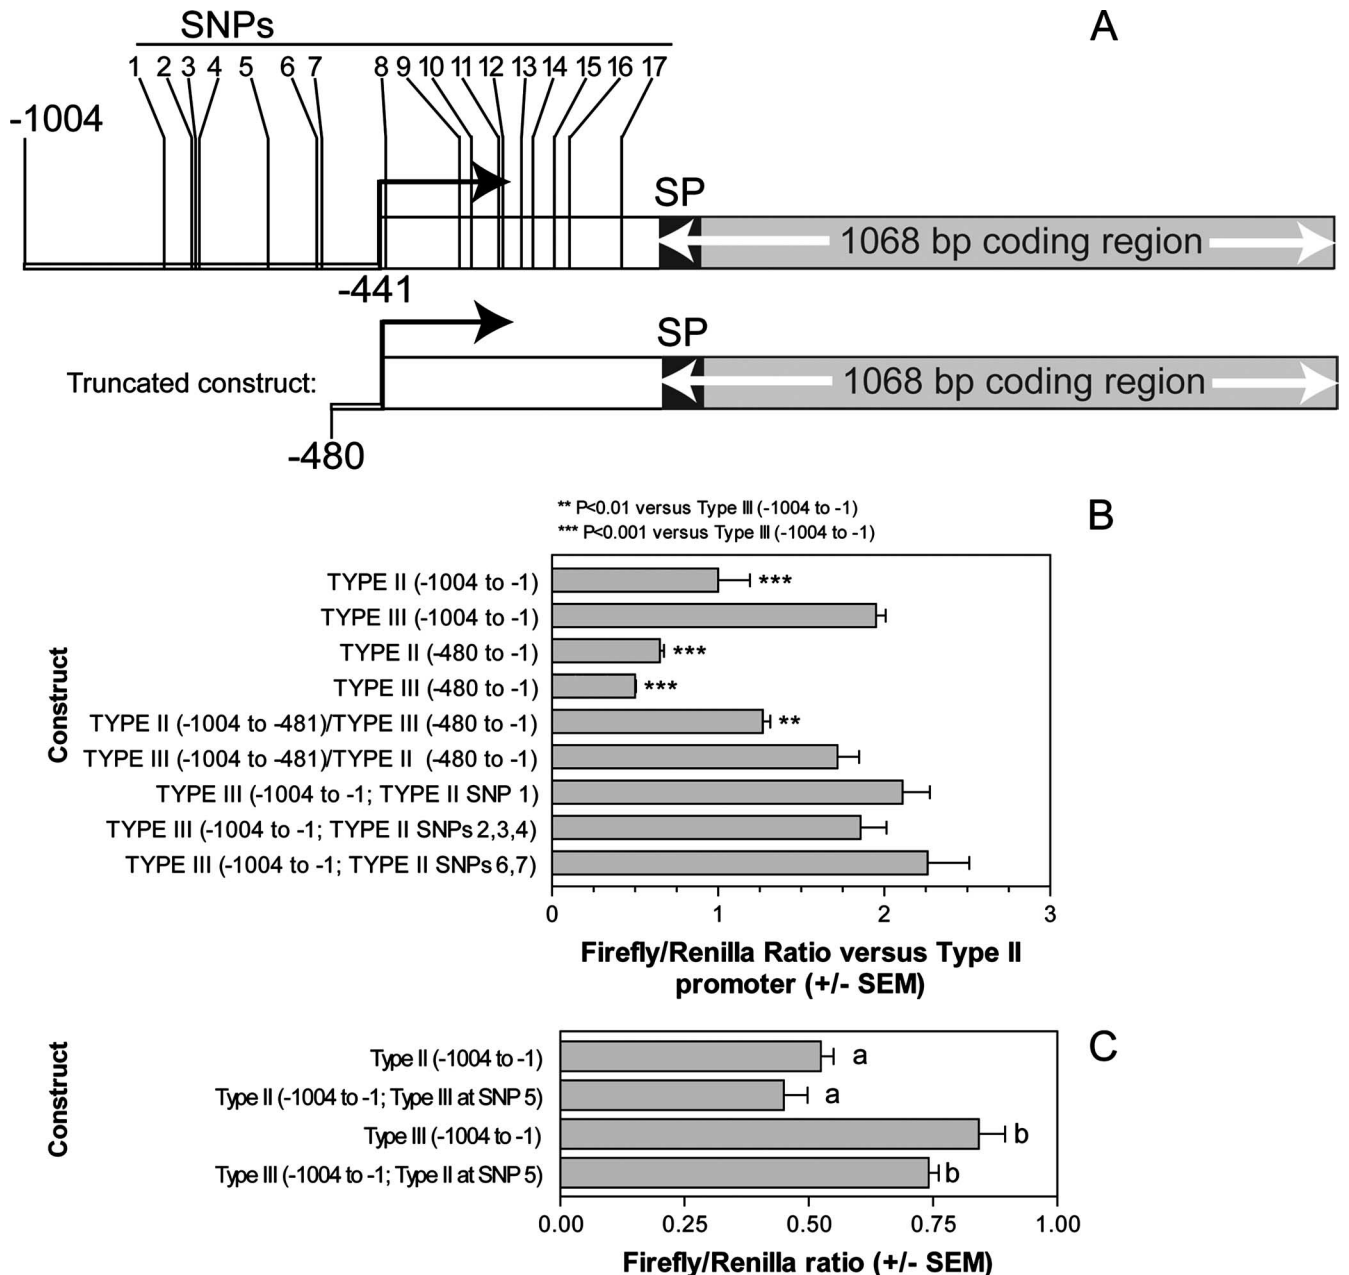 SNPs
A
1 2 3 4 5 6 7 8 9 10 11 12 13 14 15 16 17
-1004
SP
1068 bp coding region
-441
SP
Truncated construct:
1068 bp coding region
-480
** P<0.01 versus Type III (-1004 to -1)
B
*** P<0.001 versus Type III (-1004 to -1)
TYPE II (-1004 to -1)
***
TYPE III (-1004 to -1)
TYPE II (-480 to -1)
***
TYPE III (-480 to -1)
***
TYPE II (-1004 to -481)/TYPE III (-480 to -1)
**
TYPE III (-1004 to -481)/TYPE II (-480 to -1)
TYPE III (-1004 to -1; TYPE II SNP 1)
TYPE III (-1004 to -1; TYPE II SNPs 2,3,4)
TYPE III (-1004 to -1; TYPE II SNPs 6,7)
Construct
0 1 2 3
Firefly/Renilla Ratio versus Type II
promoter (+/- SEM)
C
Type II (-1004 to -1)
a
Type II (-1004 to -1; Type III at SNP 5)
a
Type III (-1004 to -1)
b
Type III (-1004 to -1; Type II at SNP 5)
b
Construct
0.00 0.25 0.50 0.75 1.00
Firefly/Renilla ratio (+/- SEM)